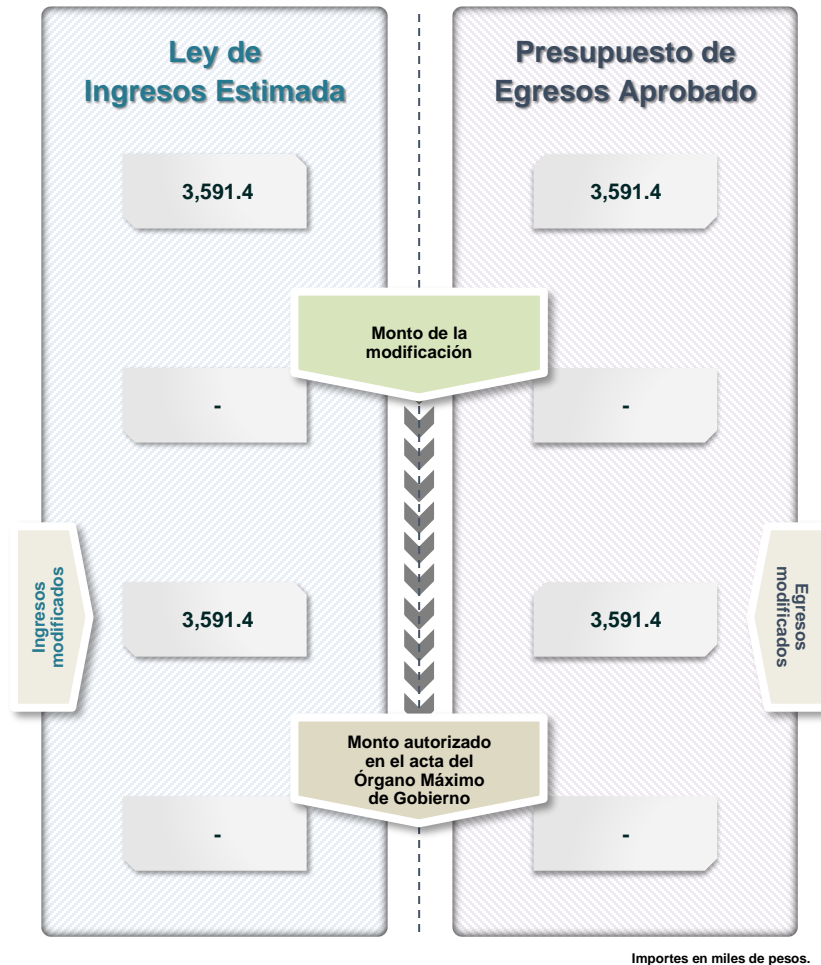 Ley de
Ingresos Estimada
Presupuesto de
Egresos Aprobado
3,591.4
3,591.4
Monto de la
modificación
-
-
Ingresos
modificados
3,591.4
3,591.4
Egresos
modificados
Monto autorizado
en el acta del
Órgano Máximo
de Gobierno
-
-
Importes en miles de pesos.